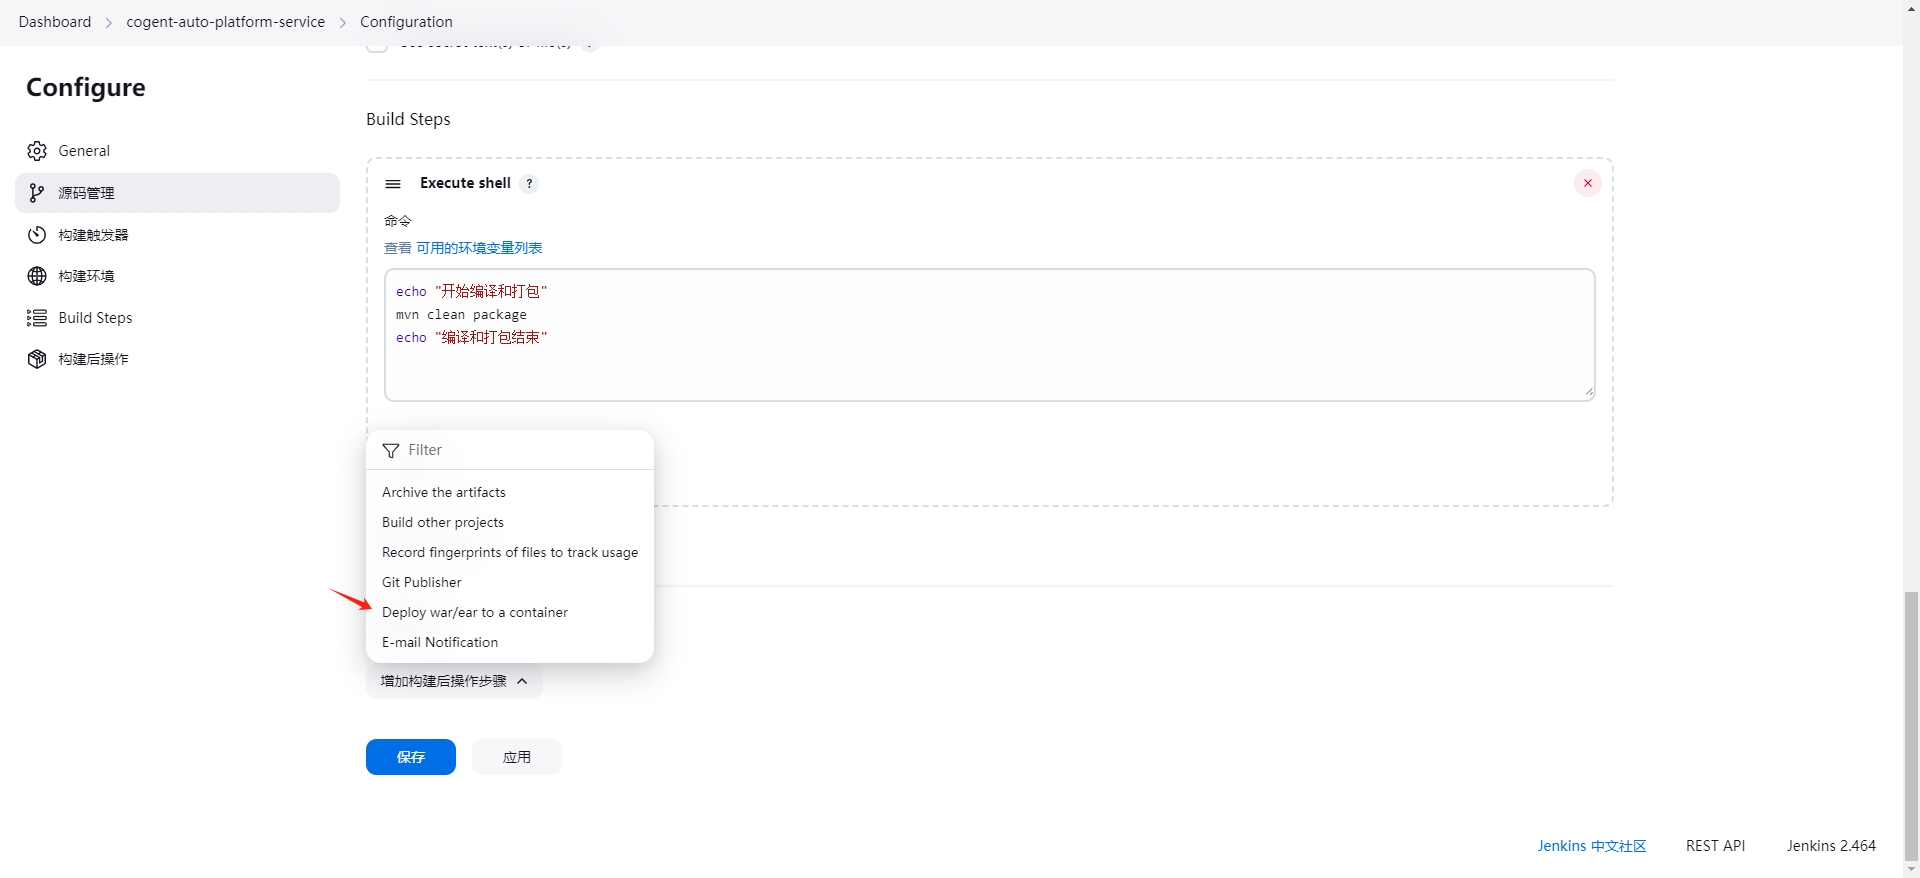 Dashboard > cogent-auto-platform-service > Configuration
Configure
General
源码管理
构建触发器
构建环境
Build Steps
构建后操作
Build Steps
Execute shell ?
命令
查看 可用的环境变量列表
echo "开始编译和打包"
mvn clean package
echo "编译和打包结束"
Filter
Archive the artifacts
Build other projects
Record fingerprints of files to track usage
Git Publisher
Deploy war/ear to a container
E-mail Notification
增加构建后操作步骤
保存
应用
Jenkins 中文社区
REST API
Jenkins 2.464